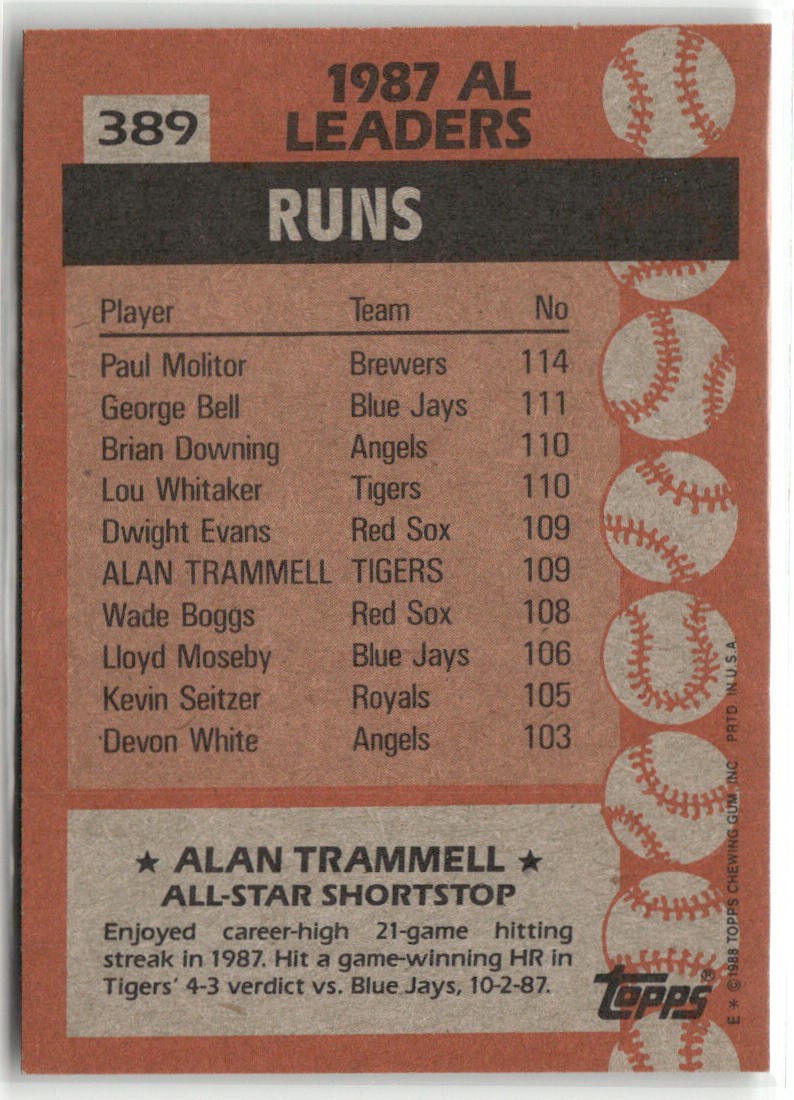 389
1987 AL
LEADERS
RUNS
Player Team No
Paul Molitor Brewers 114
George Bell Blue Jays 111
Brian Downing Angels 110
Lou Whitaker Tigers 110
Dwight Evans Red Sox 109
ALAN TRAMMELL TIGERS 109
Wade Boggs Red Sox 108
Lloyd Moseby Blue Jays 106
Kevin Seitzer Royals 105
Devon White Angels 103
★ ALAN TRAMMELL ★
ALL-STAR SHORTSTOP
Enjoyed career-high 21-game hitting
streak in 1987. Hit a game-winning HR in
Tigers' 4-3 verdict vs. Blue Jays, 10-2-87.
topps®
E * ©1988 TOPPS CHEWING GUM, INC PRTD. IN U.S.A.